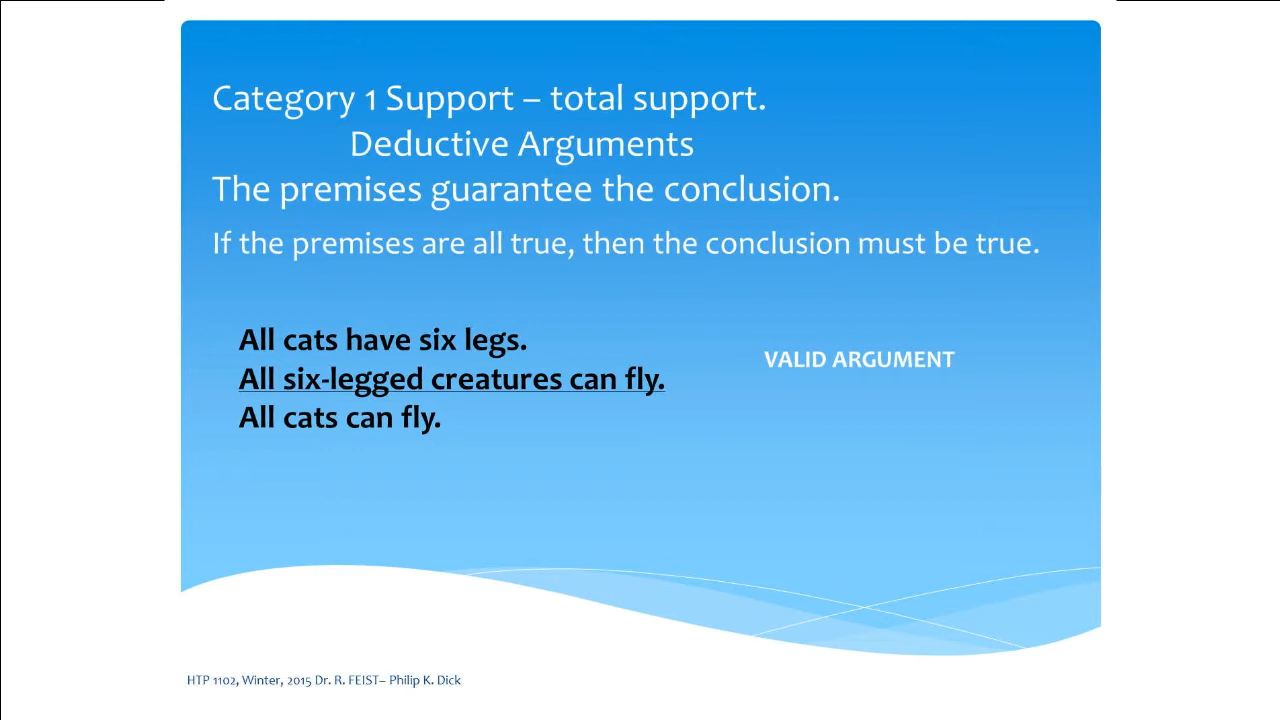 Category 1 Support – total support.
Deductive Arguments
The premises guarantee the conclusion.
If the premises are all true, then the conclusion must be true.
All cats have six legs.
All six-legged creatures can fly.
All cats can fly.
VALID ARGUMENT
HTP 1102, Winter, 2015 Dr. R. FEIST– Philip K. Dick